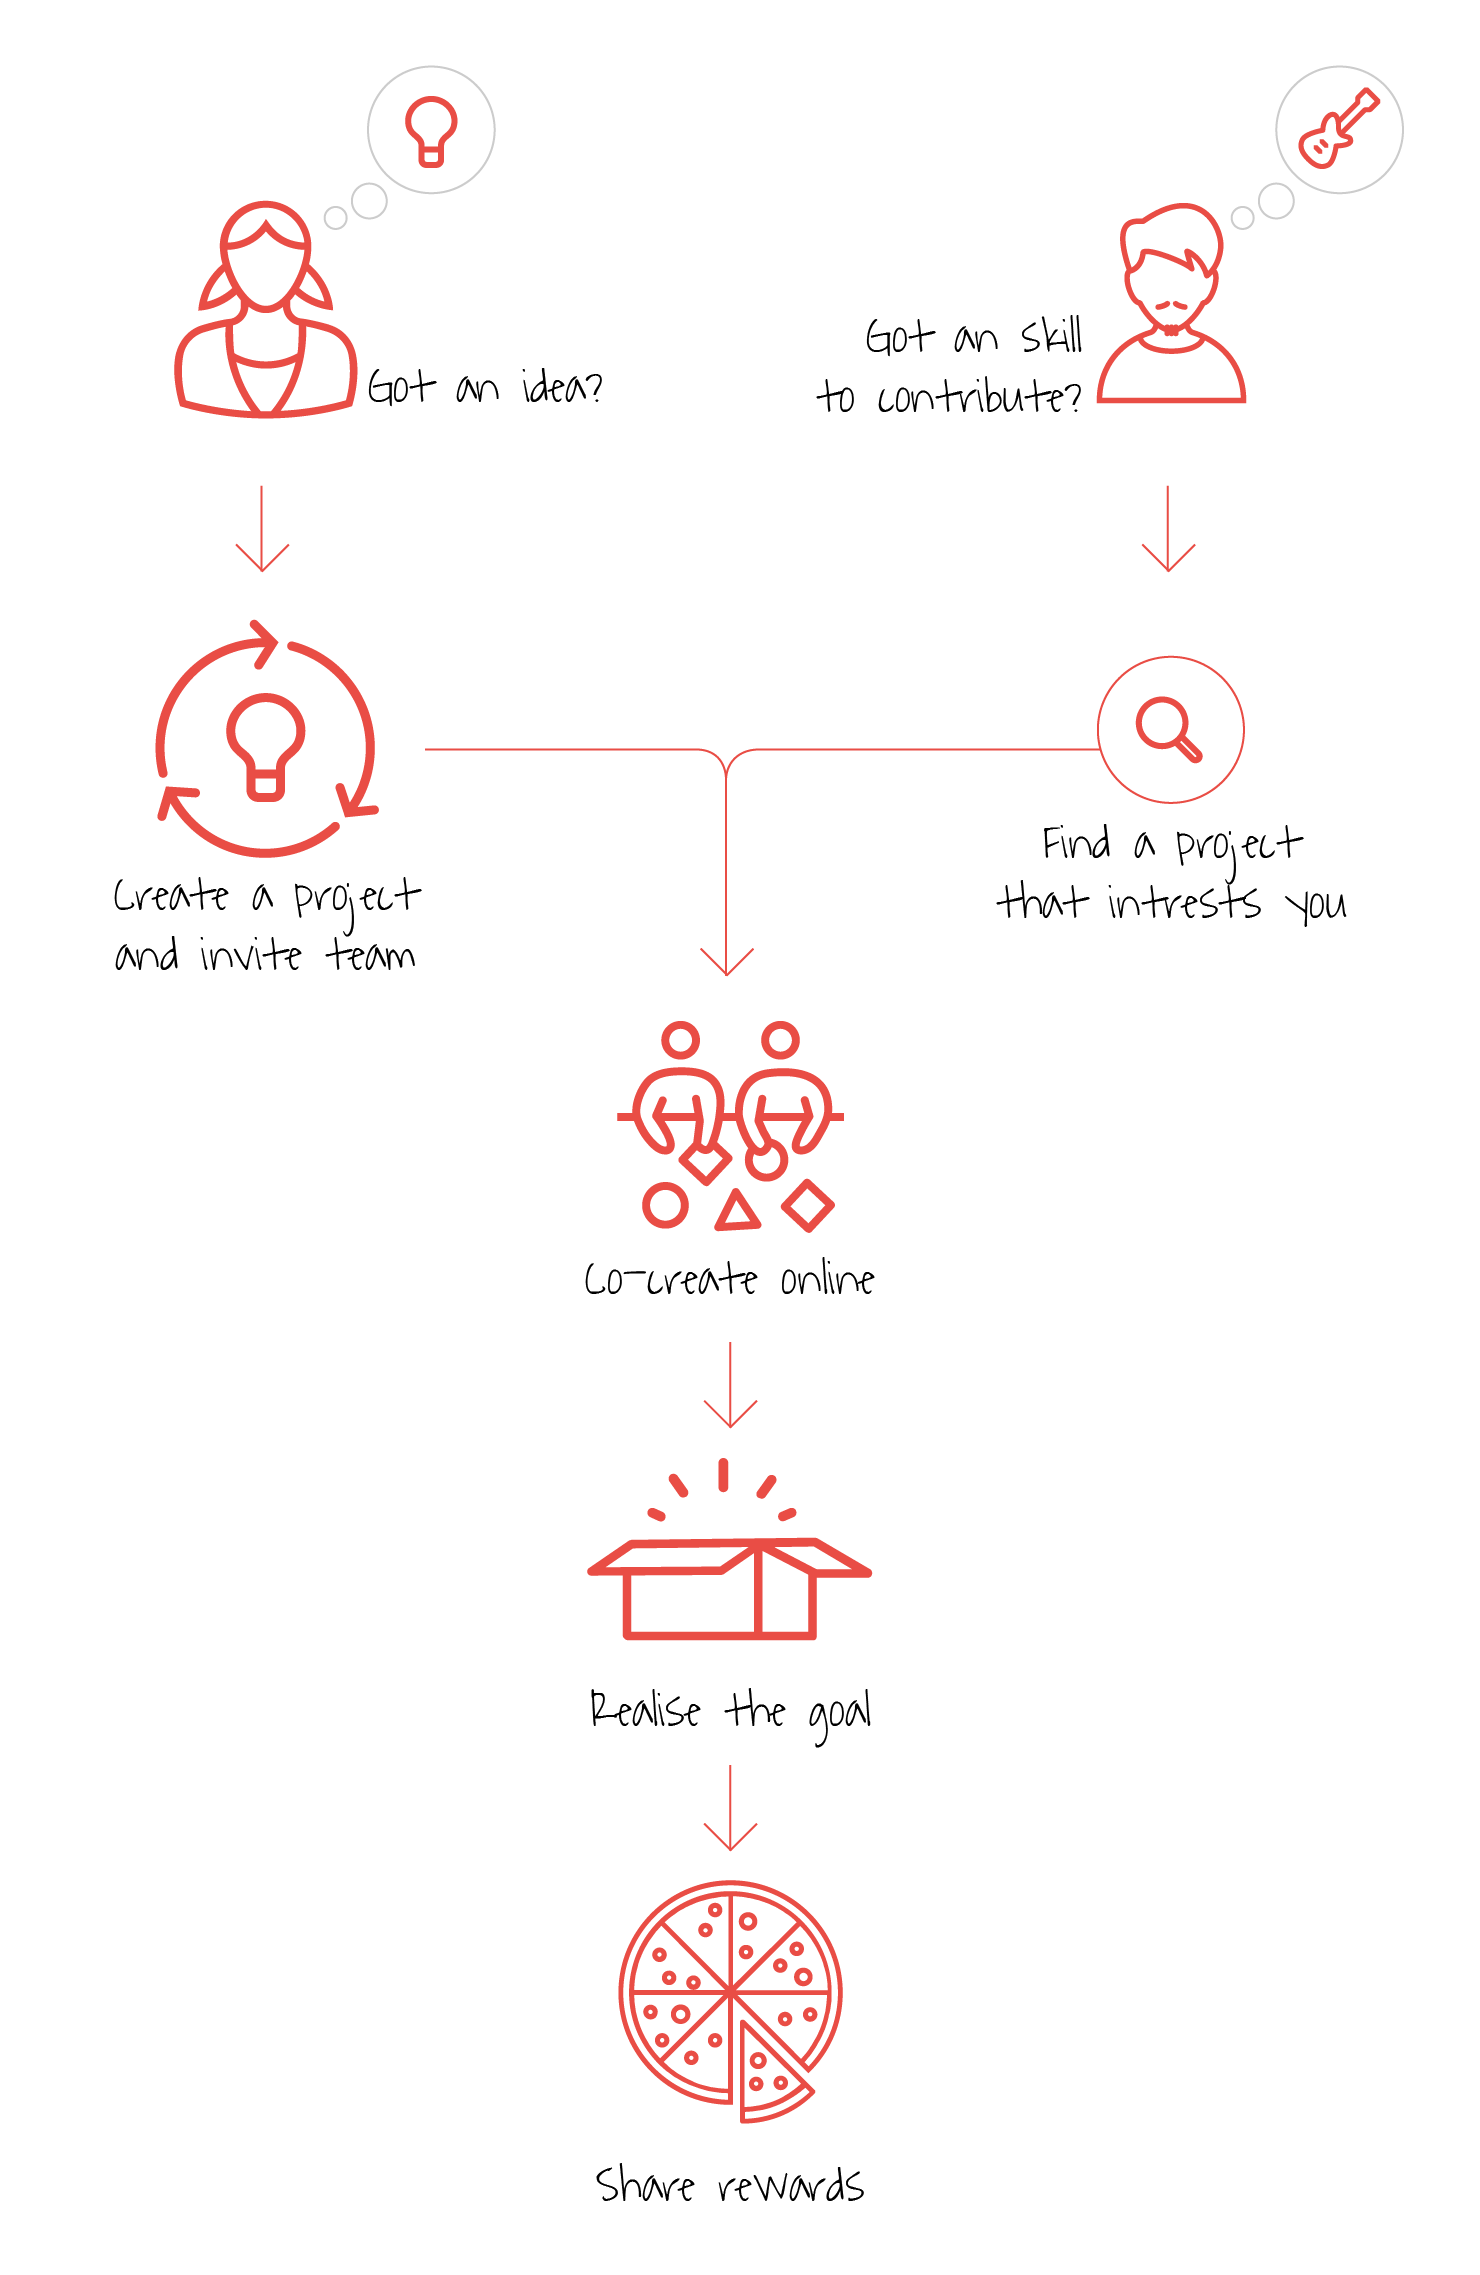 Got an idea?
Got an skill
to contribute?
Create a project
and invite team
Find a project
that intrests you
Co-create online
Realise the goal
Share rewards